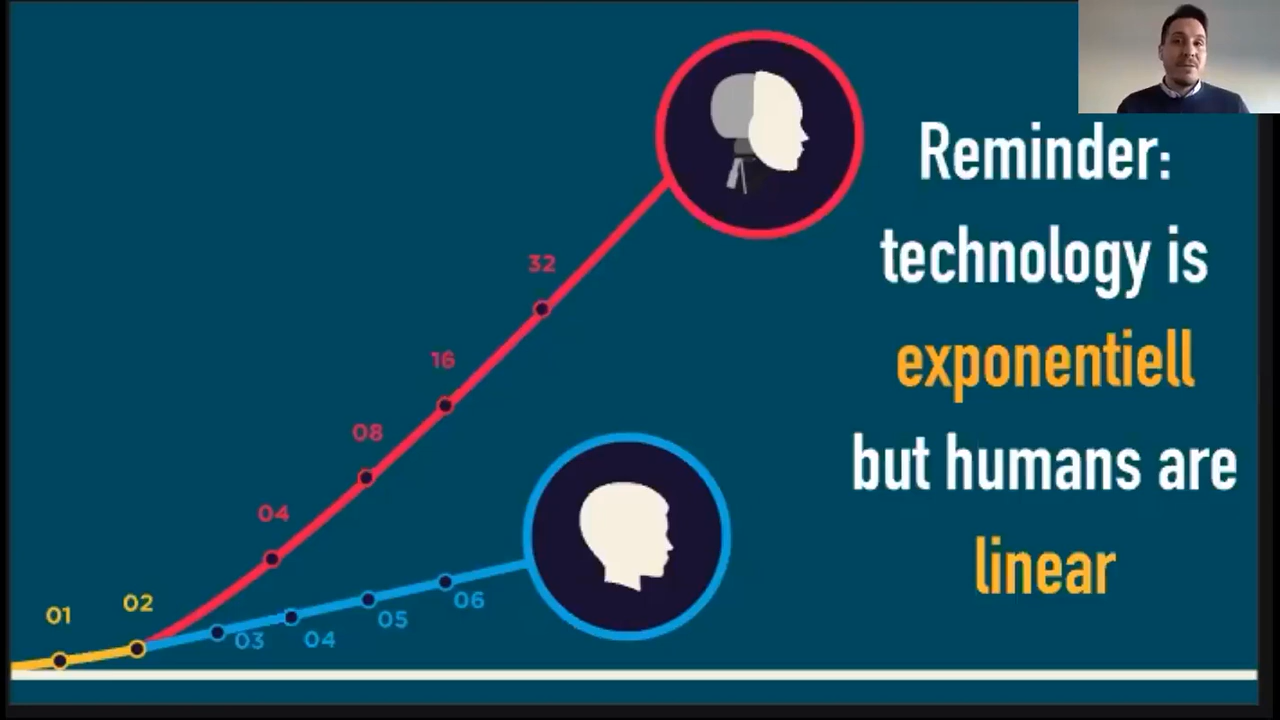 Reminder:
technology is
exponentiell
but humans are
linear
32
16
08
04
01
02
03
04
05
06